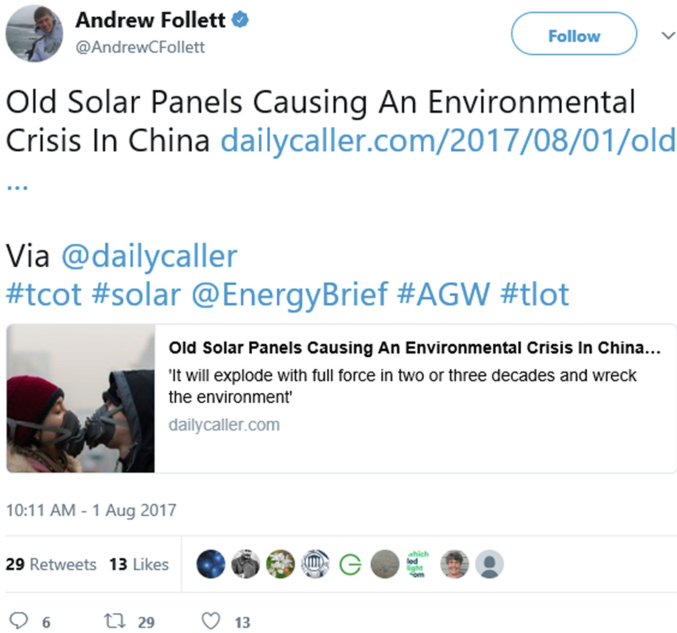 Andrew Follett
@AndrewCFollett
Follow
Old Solar Panels Causing An Environmental
Crisis In China dailycaller.com/2017/08/01/old
...
Via @dailycaller
#tcot #solar @EnergyBrief #AGW #tlot
Old Solar Panels Causing An Environmental Crisis In China...
'It will explode with full force in two or three decades and wreck
the environment'
dailycaller.com
10:11 AM - 1 Aug 2017
29 Retweets 13 Likes
which
led
light
6 29 13